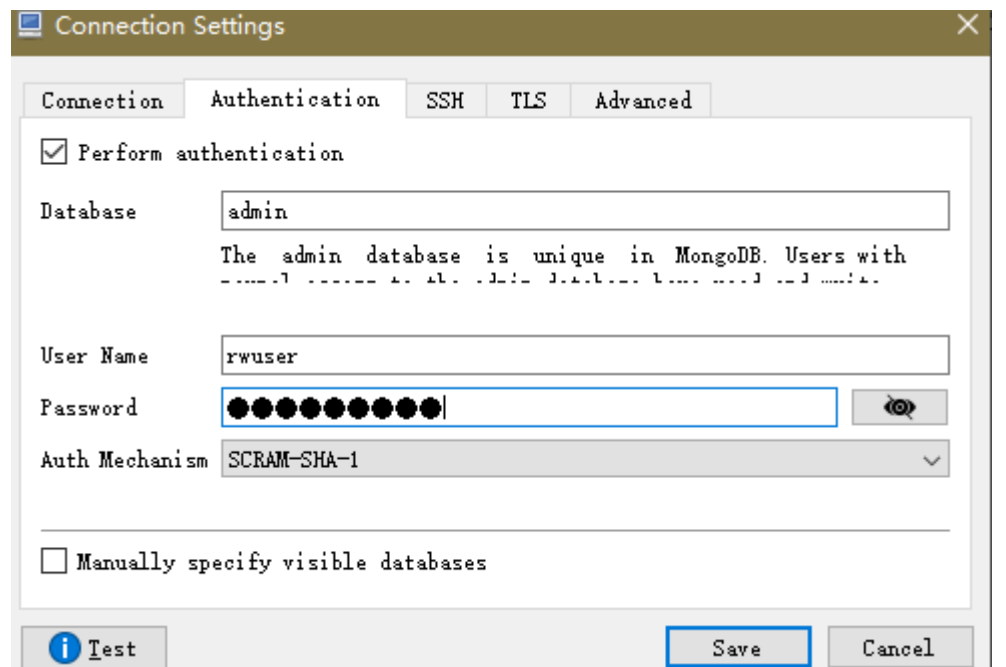 Connection Settings
Connection Authentication SSH TLS Advanced
Perform authentication
Database admin
The admin database is unique in MongoDB. Users with
User Name rwuser
Password ●●●●●●●●●
Auth Mechanism SCRAM-SHA-1
Manually specify visible databases
Test Save Cancel